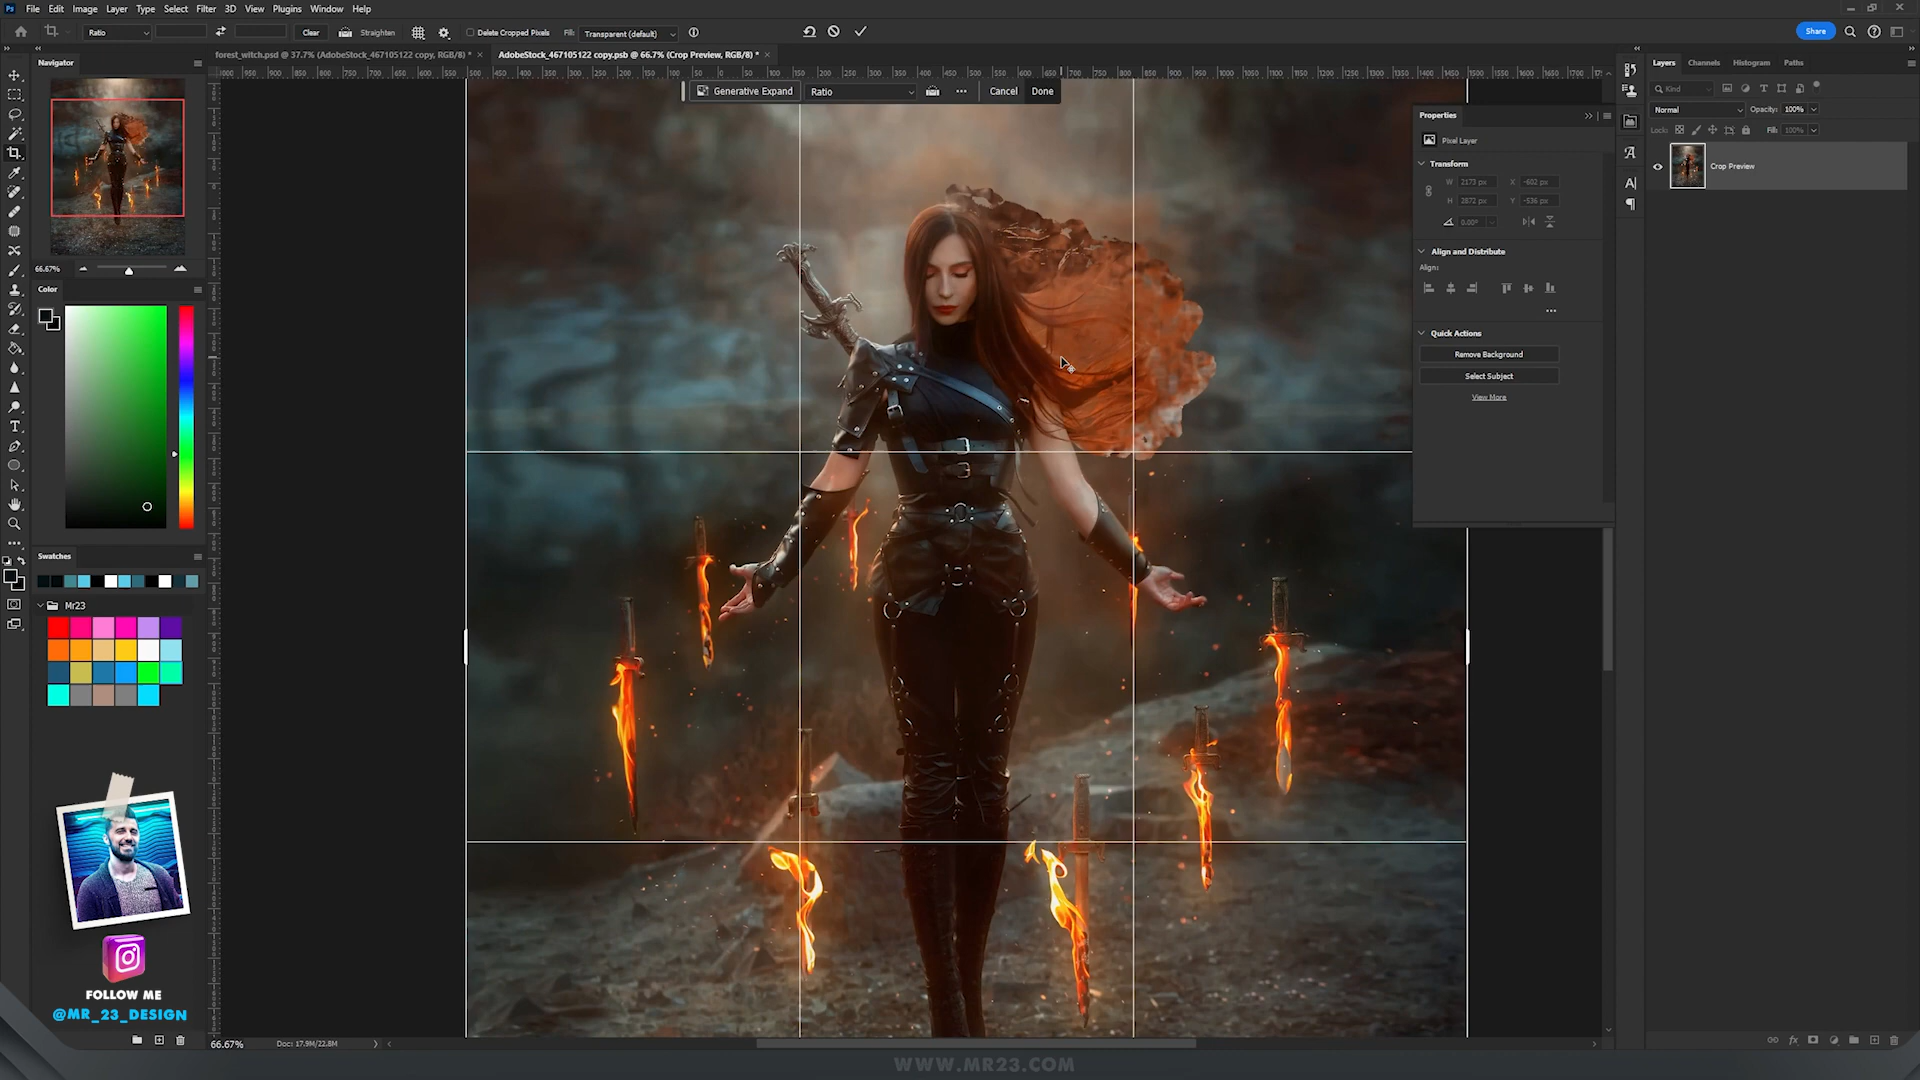 Ps File Edit Image Layer Type Select Filter 3D View Plugins Window Help
Ratio Clear Straighten Delete Cropped Pixels Fill: Transparent (default) Share
forest_witch.psd @ 37.7% (AdobeStock_467105122 copy, RGB/8) *
AdobeStock_467105122 copy.psb @ 66.7% (Crop Preview, RGB/8) *
Navigator
66.67%
Color
Swatches
Mr23
FOLLOW ME
@MR_23_DESIGN
Generative Expand Ratio Cancel Done
Properties
Pixel Layer
Transform
W 2173 px X -602 px
H 2872 px Y -536 px
0.00°
Align and Distribute
Align:
Quick Actions
Remove Background
Select Subject
View More
Layers Channels Histogram Paths
Kind
Normal Opacity: 100%
Lock: Fill: 100%
Crop Preview
66.67% Doc: 17.9M/22.8M
WWW.MR23.COM